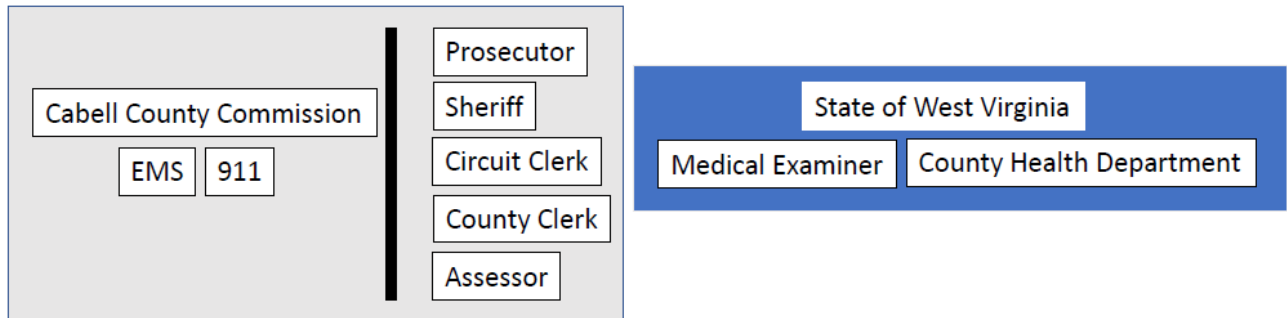 Cabell County Commission
EMS
911
Prosecutor
Sheriff
Circuit Clerk
County Clerk
Assessor
State of West Virginia
Medical Examiner
County Health Department